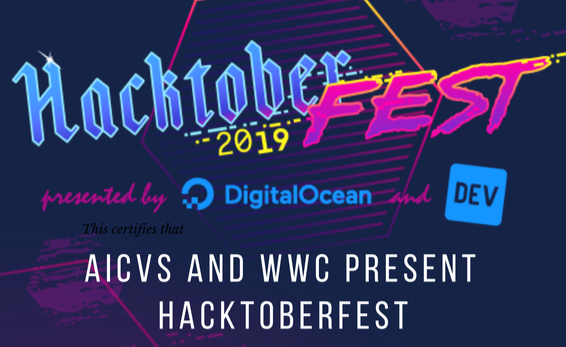 Hacktober FEST
2019
presented by DigitalOcean and DEV
This certifies that
AICVS AND WWC PRESENT
HACKTOBERFEST